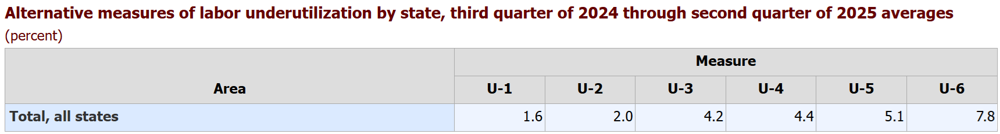 Alternative measures of labor underutilization by state, third quarter of 2024 through second quarter of 2025 averages
(percent)
Area
Measure
U-1 U-2 U-3 U-4 U-5 U-6
Total, all states 1.6 2.0 4.2 4.4 5.1 7.8